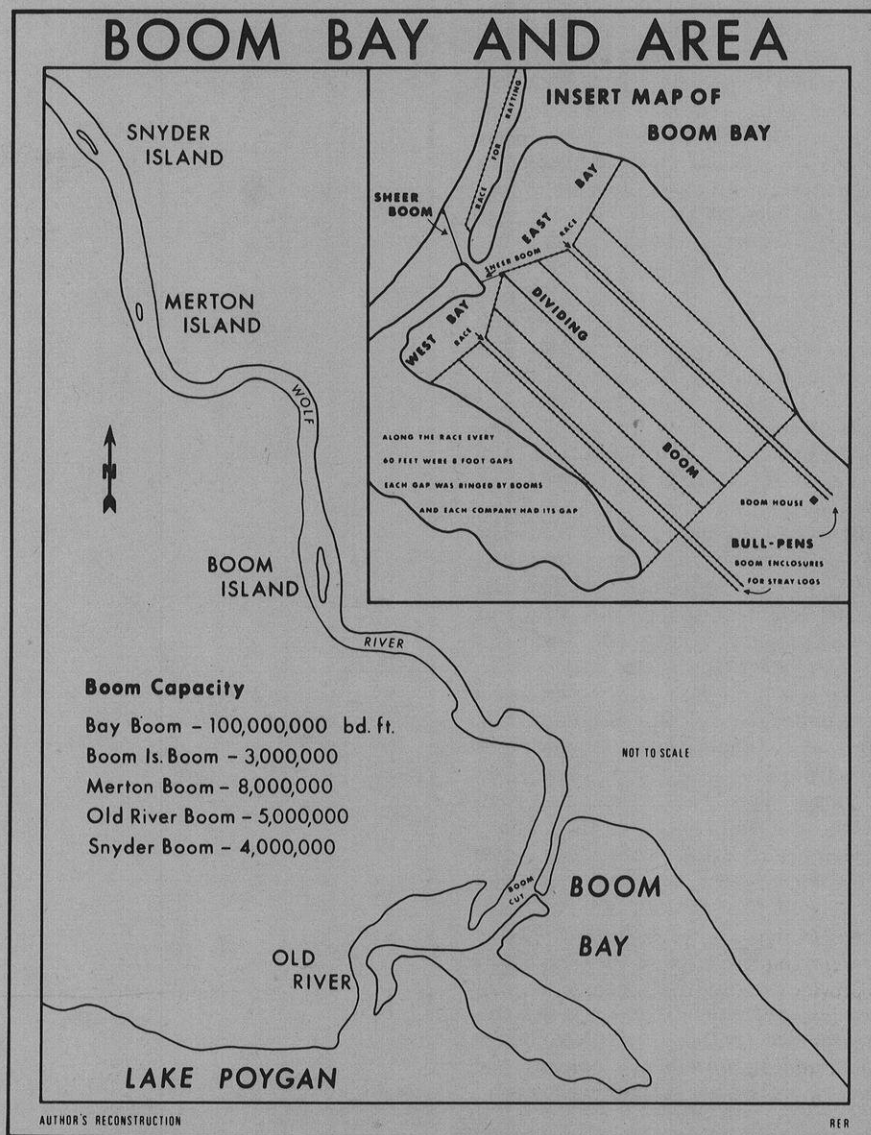 BOOM BAY AND AREA
SNYDER
ISLAND
MERTON
ISLAND
WOLF
N
BOOM
ISLAND
RIVER
Boom Capacity
Bay Boom – 100,000,000 bd. ft.
Boom Is. Boom – 3,000,000
Merton Boom – 8,000,000
Old River Boom – 5,000,000
Snyder Boom – 4,000,000
NOT TO SCALE
BOOM
CUT
BOOM
BAY
OLD
RIVER
LAKE POYGAN
INSERT MAP OF
BOOM BAY
RACE FOR RAFTING
SHEER
BOOM
EAST BAY
RACE
SHEER BOOM
WEST BAY
RACE
DIVIDING
BOOM
ALONG THE RACE EVERY
60 FEET WERE 8 FOOT GAPS
EACH GAP WAS RINGED BY BOOMS
AND EACH COMPANY HAD ITS GAP
BOOM HOUSE
BULL-PENS
BOOM ENCLOSURES
FOR STRAY LOGS
AUTHOR'S RECONSTRUCTION
RER